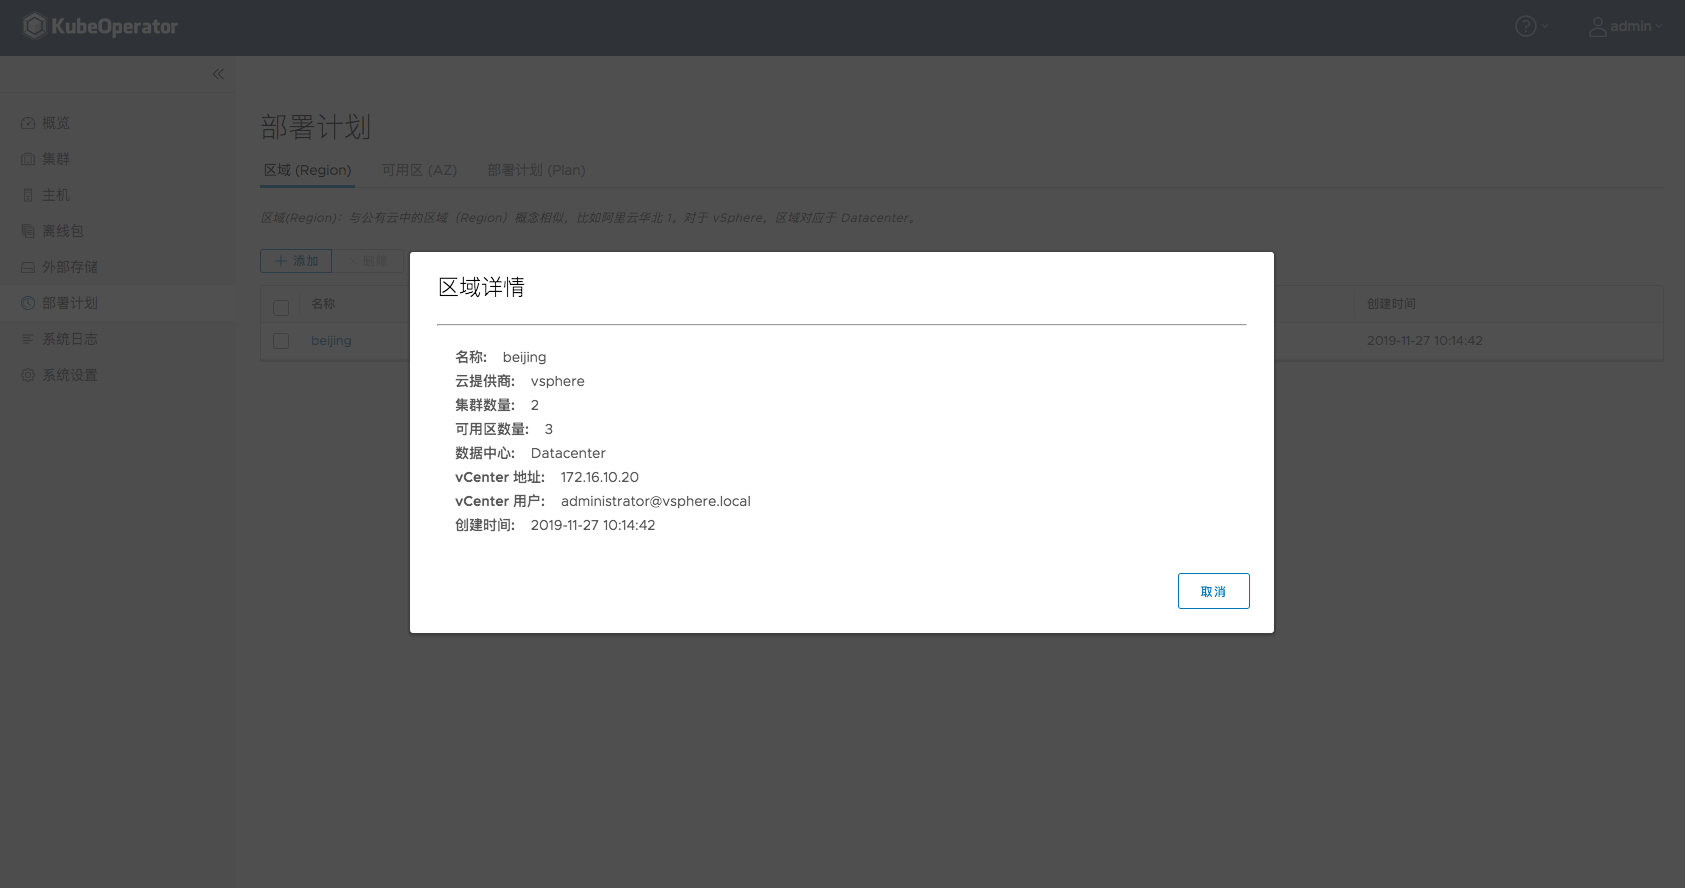 KubeOperator
admin
概览
集群
主机
离线包
外部存储
部署计划
系统日志
系统设置
部署计划
区域 (Region) 可用区 (AZ) 部署计划 (Plan)
区域(Region)：与公有云中的区域（Region）概念相似，比如阿里云华北 1。对于 vSphere，区域对应于 Datacenter。
添加 删除
名称 创建时间
beijing 2019-11-27 10:14:42
区域详情
名称: beijing
云提供商: vsphere
集群数量: 2
可用区数量: 3
数据中心: Datacenter
vCenter 地址: 172.16.10.20
vCenter 用户: administrator@vsphere.local
创建时间: 2019-11-27 10:14:42
取消